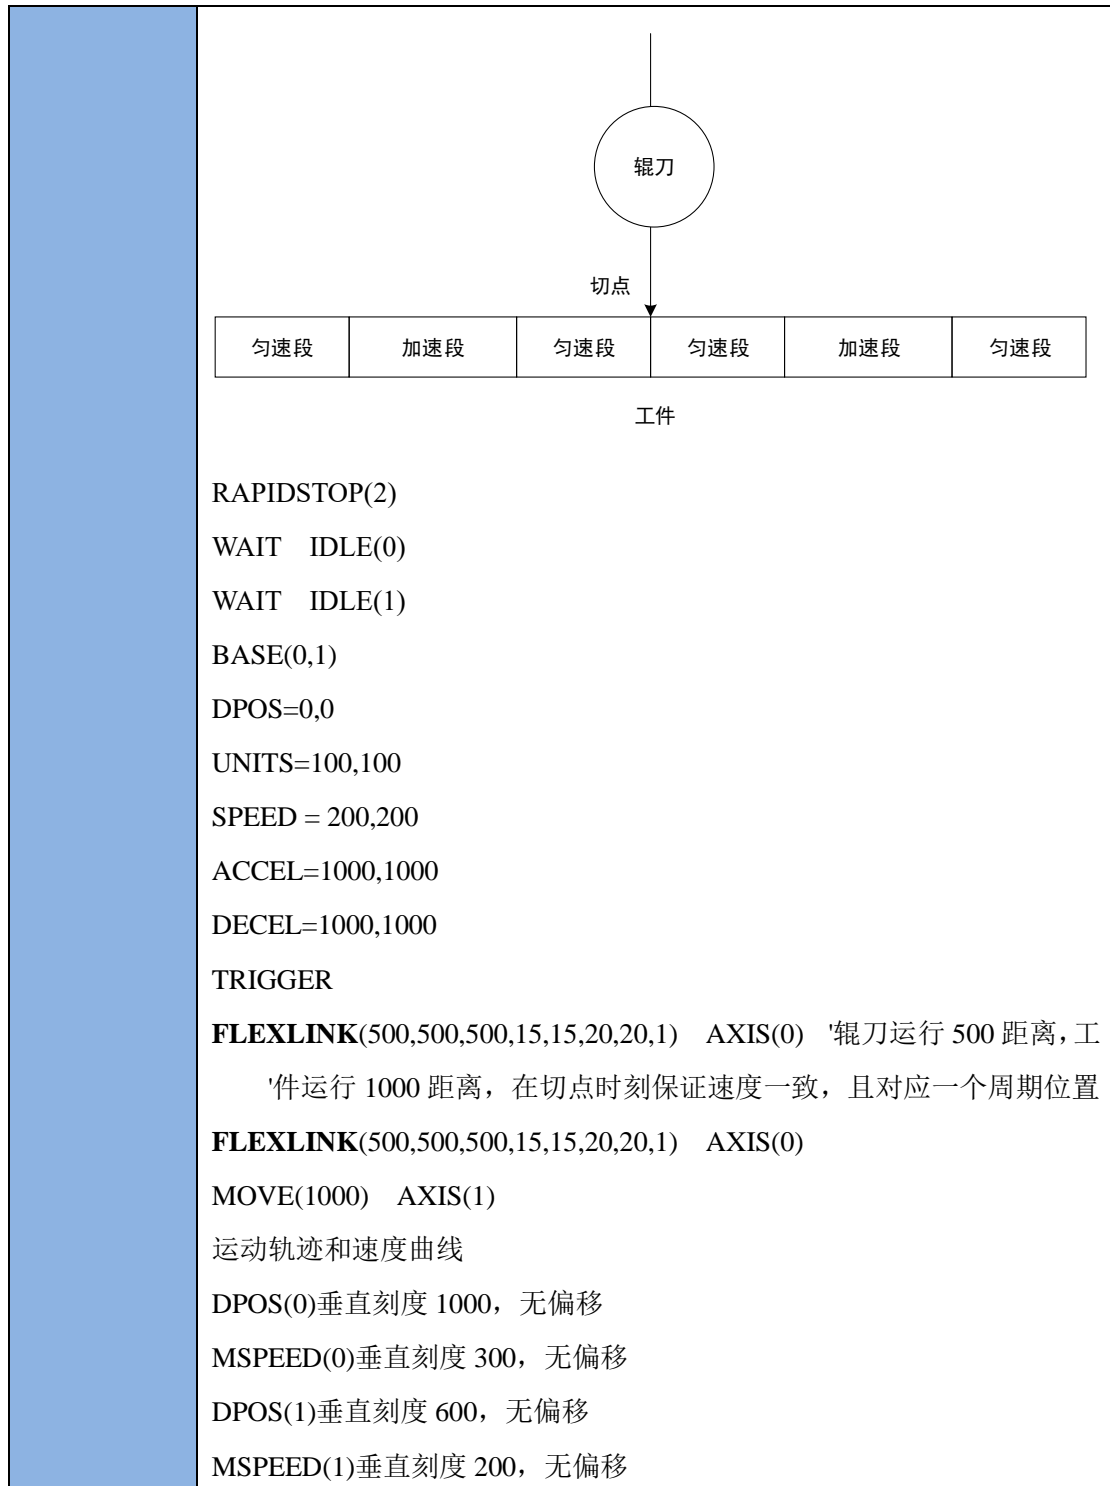 辊刀
切点
匀速段 加速段 匀速段 匀速段 加速段 匀速段
工件
RAPIDSTOP(2)
WAIT IDLE(0)
WAIT IDLE(1)
BASE(0,1)
DPOS=0,0
UNITS=100,100
SPEED = 200,200
ACCEL=1000,1000
DECEL=1000,1000
TRIGGER
FLEXLINK(500,500,500,15,15,20,20,1) AXIS(0) '辊刀运行 500 距离，工
'件运行 1000 距离，在切点时刻保证速度一致，且对应一个周期位置
FLEXLINK(500,500,500,15,15,20,20,1) AXIS(0)
MOVE(1000) AXIS(1)
运动轨迹和速度曲线
DPOS(0)垂直刻度 1000，无偏移
MSPEED(0)垂直刻度 300，无偏移
DPOS(1)垂直刻度 600，无偏移
MSPEED(1)垂直刻度 200，无偏移